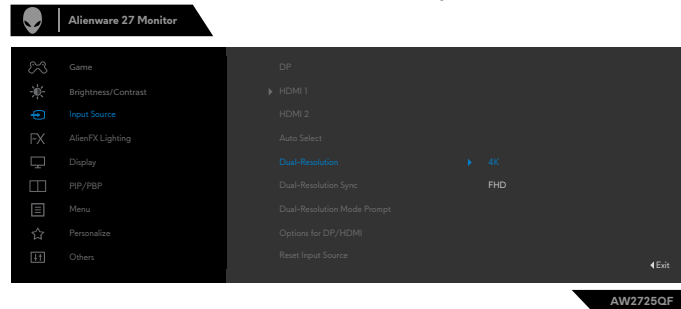 Alienware 27 Monitor
Game
Brightness/Contrast
Input Source
AlienFX Lighting
Display
PIP/PBP
Menu
Personalize
Others
DP
HDMI 1
HDMI 2
Auto Select
Dual-Resolution
Dual-Resolution Sync
Dual-Resolution Mode Prompt
Options for DP/HDMI
Reset Input Source
4K
FHD
Exit
AW2725QF